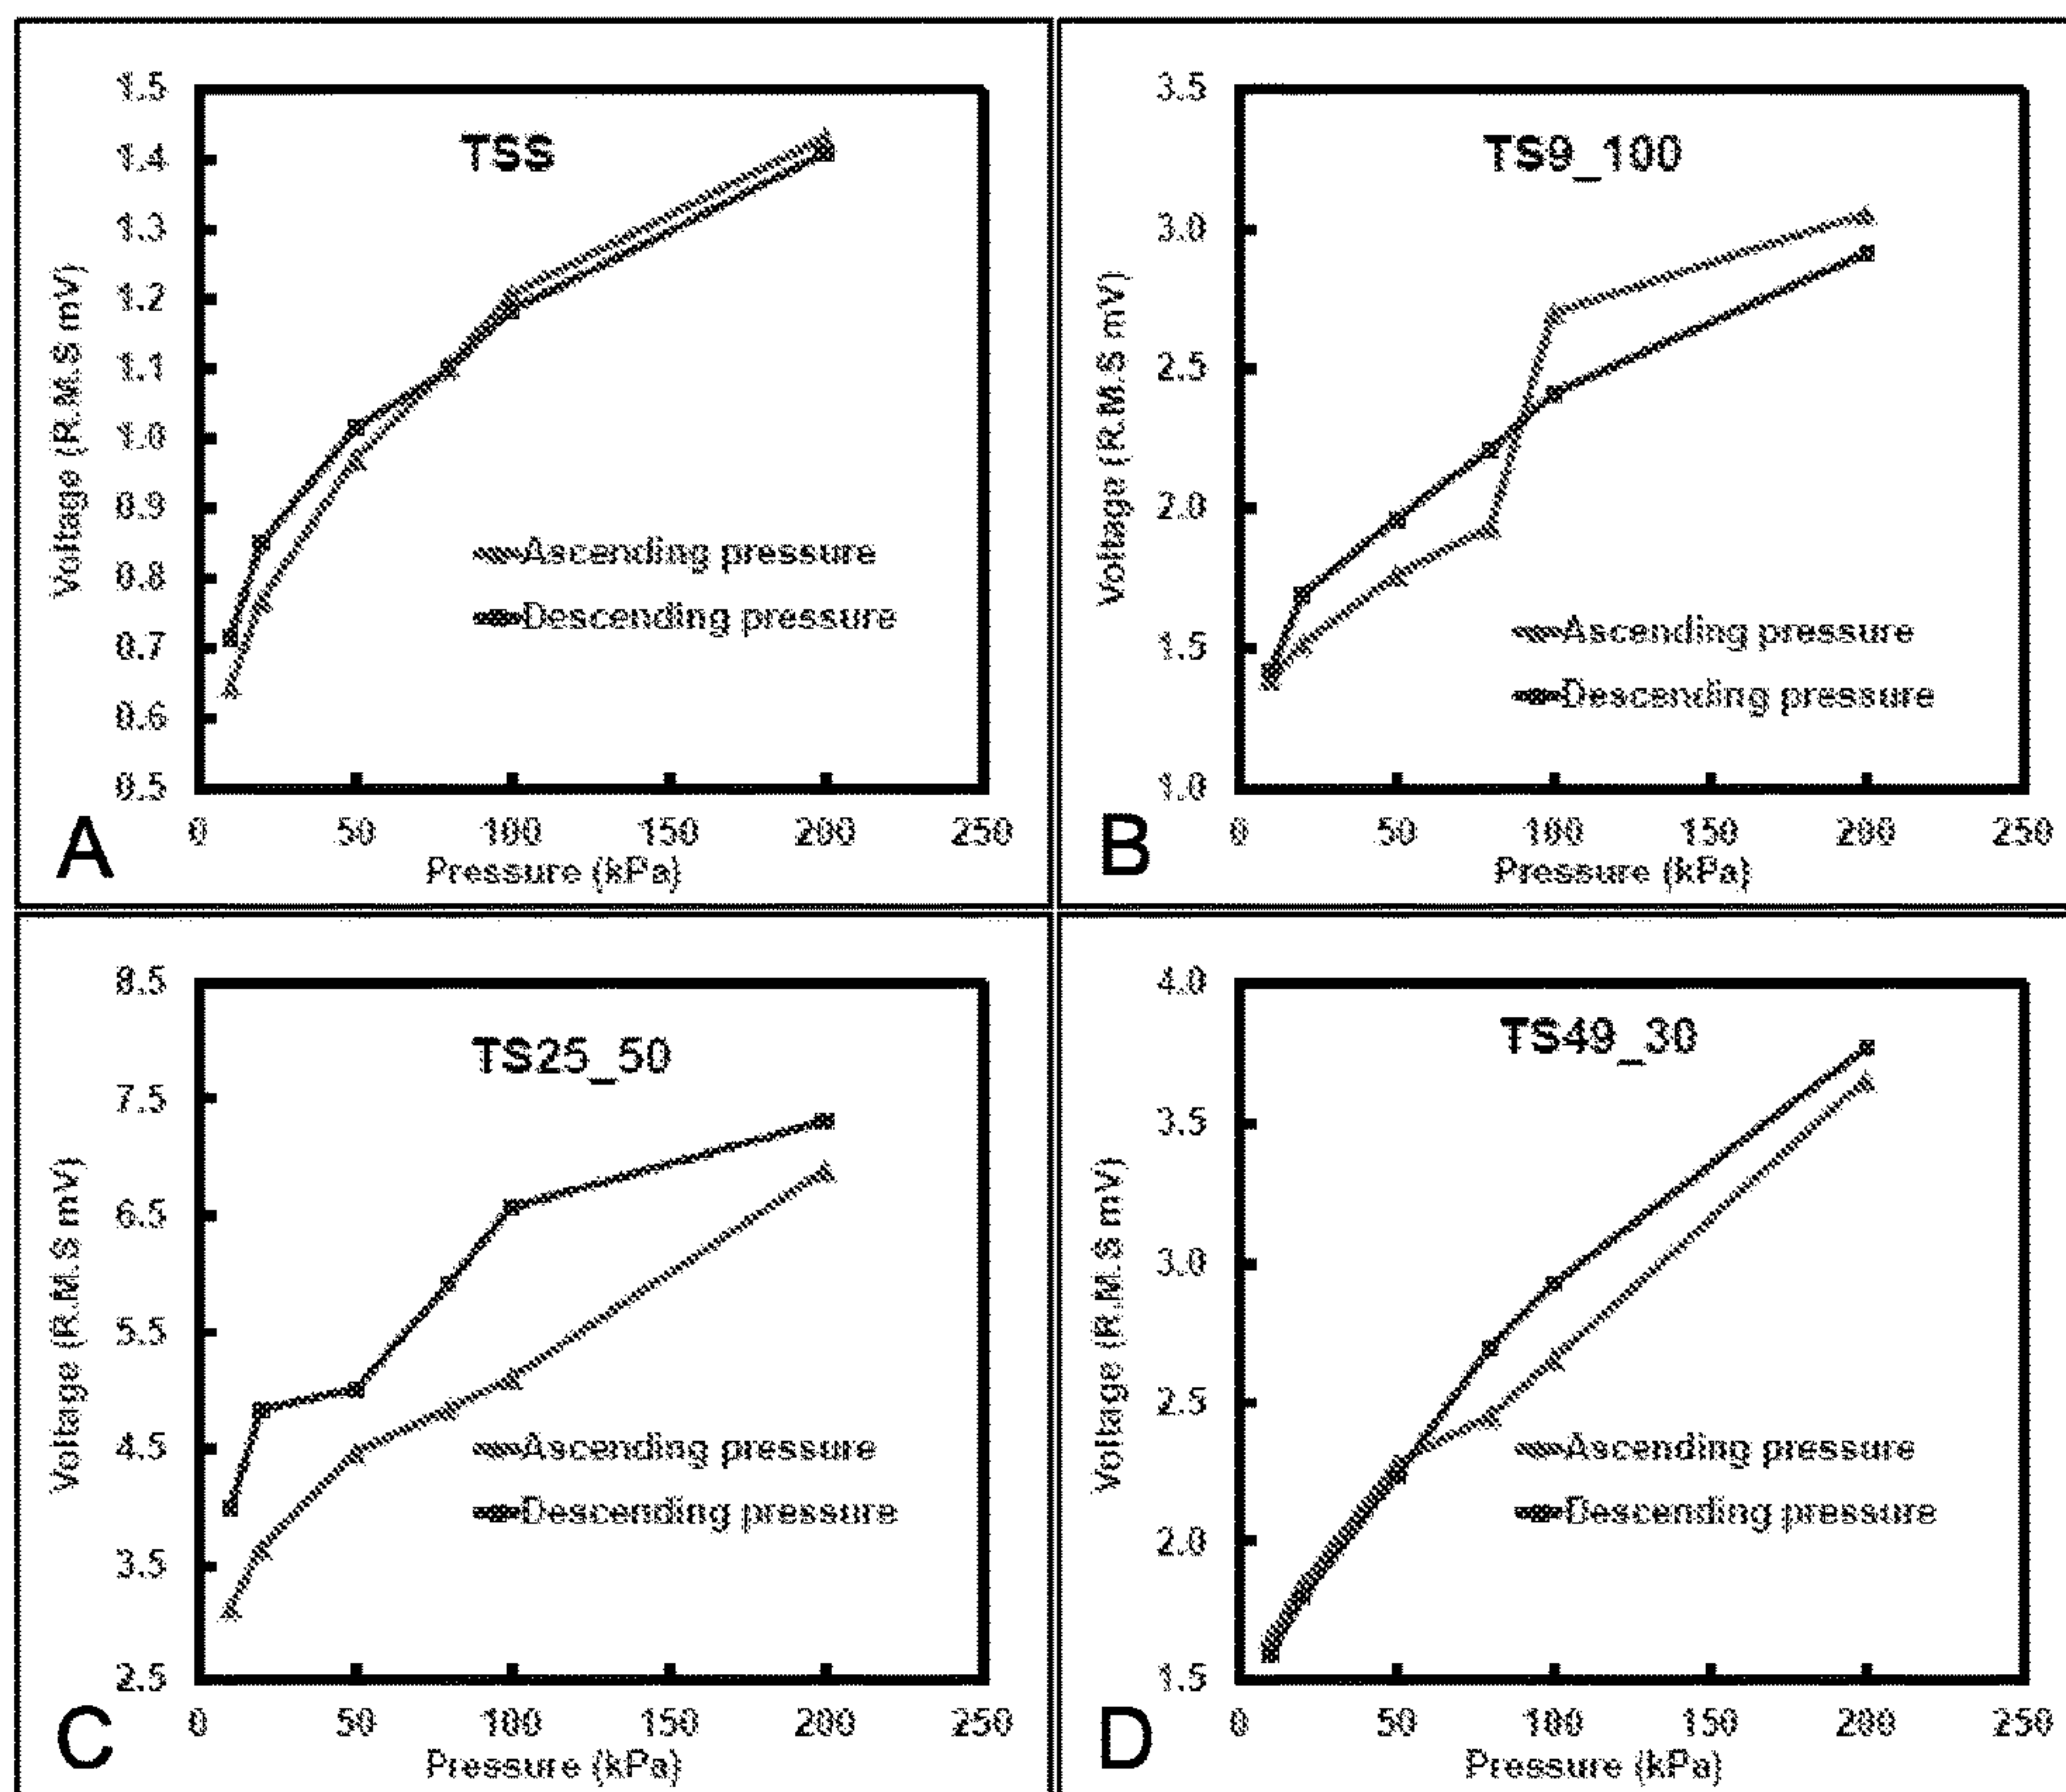 1.5
1.4
1.3
1.2
1.1
1.0
0.9
0.8
0.7
0.6
0.5
Voltage (R.M.S mV)
TSS
Ascending pressure
Descending pressure
0 50 100 150 200 250
Pressure (kPa)
A
3.5
3.0
2.5
2.0
1.5
1.0
Voltage (R.M.S mV)
TS9_100
Ascending pressure
Descending pressure
0 50 100 150 200 250
Pressure (kPa)
B
8.5
7.5
6.5
5.5
4.5
3.5
2.5
Voltage (R.M.S mV)
TS25_50
Ascending pressure
Descending pressure
0 50 100 150 200 250
Pressure (kPa)
C
4.0
3.5
3.0
2.5
2.0
1.5
Voltage (R.M.S mV)
TS49_30
Ascending pressure
Descending pressure
0 50 100 150 200 250
Pressure (kPa)
D